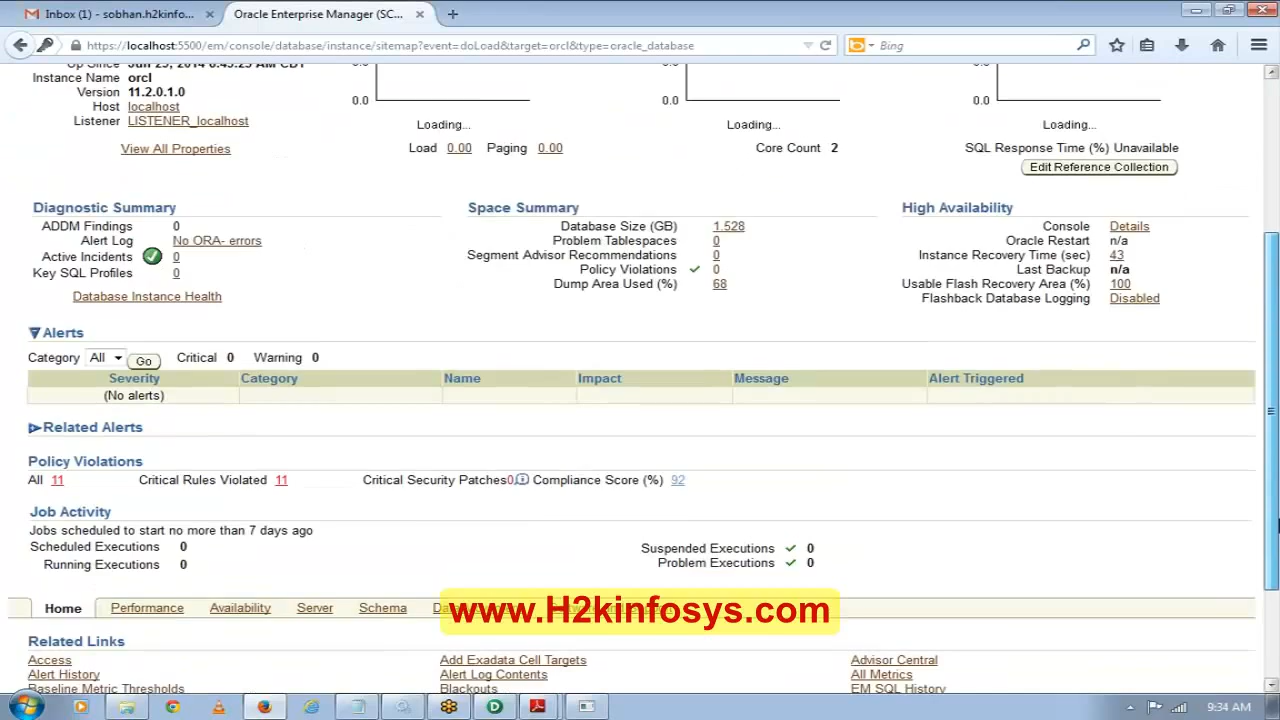 Inbox (1) - sobhan.h2kinfo...
Oracle Enterprise Manager (SC...
https://localhost:5500/em/console/database/instance/sitemap?event=doLoad&target=orcl&type=oracle_database
Bing
Instance Name orcl
Version 11.2.0.1.0
Host localhost
Listener LISTENER_localhost
View All Properties
0.0 0.0 0.0
Loading... Loading... Loading...
Load 0.00 Paging 0.00 Core Count 2 SQL Response Time (%) Unavailable
Edit Reference Collection
Diagnostic Summary
ADDM Findings 0
Alert Log No ORA- errors
Active Incidents 0
Key SQL Profiles 0
Database Instance Health
Space Summary
Database Size (GB) 1.528
Problem Tablespaces 0
Segment Advisor Recommendations 0
Policy Violations 0
Dump Area Used (%) 68
High Availability
Console Details
Oracle Restart n/a
Instance Recovery Time (sec) 43
Last Backup n/a
Usable Flash Recovery Area (%) 100
Flashback Database Logging Disabled
Alerts
Category All Go Critical 0 Warning 0
Severity Category Name Impact Message Alert Triggered
(No alerts)
Related Alerts
Policy Violations
All 11 Critical Rules Violated 11 Critical Security Patches 0 Compliance Score (%) 92
Job Activity
Jobs scheduled to start no more than 7 days ago
Scheduled Executions 0
Running Executions 0
Suspended Executions 0
Problem Executions 0
Home Performance Availability Server Schema
www.H2kinfosys.com
Related Links
Access Add Exadata Cell Targets Advisor Central
Alert History Alert Log Contents All Metrics
Baseline Metric Thresholds Blackouts EM SQL History
9:34 AM